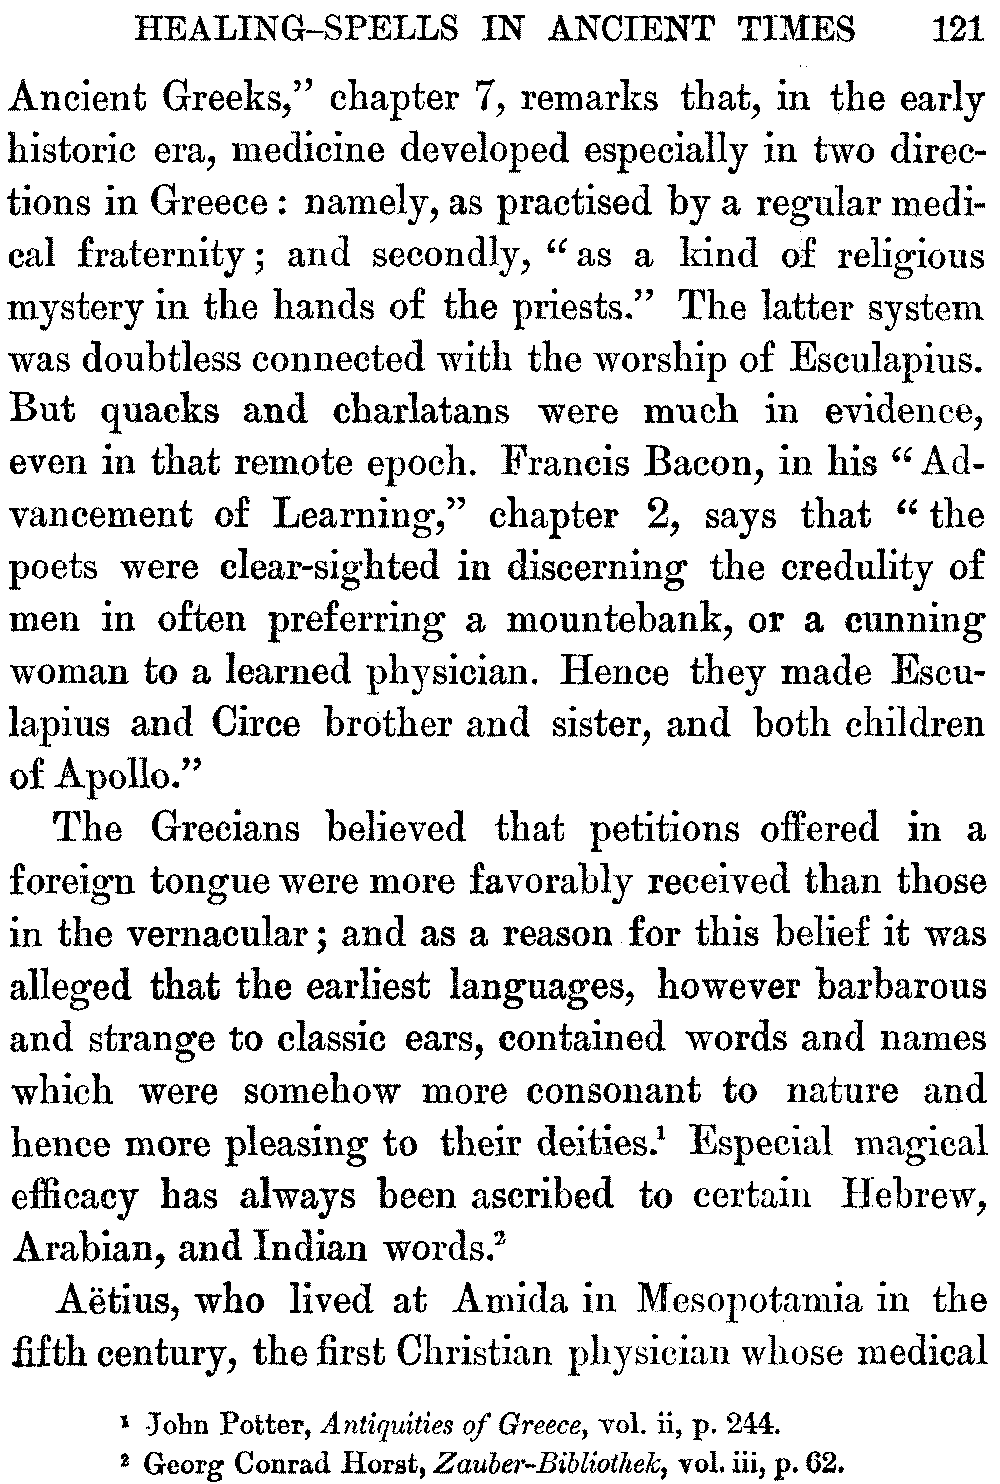 HEALING-SPELLS IN ANCIENT TIMES 121
Ancient Greeks,” chapter 7, remarks that, in the early
historic era, medicine developed especially in two direc-
tions in Greece : namely, as practised by a regular medi-
cal fraternity ; and secondly, “ as a kind of religious
mystery in the hands of the priests.” The latter system
was doubtless connected with the worship of Esculapius.
But quacks and charlatans were much in evidence,
even in that remote epoch. Francis Bacon, in his “ Ad-
vancement of Learning,” chapter 2, says that “ the
poets were clear-sighted in discerning the credulity of
men in often preferring a mountebank, or a cunning
woman to a learned physician. Hence they made Escu-
lapius and Circe brother and sister, and both children
of Apollo.”
The Grecians believed that petitions offered in a
foreign tongue were more favorably received than those
in the vernacular ; and as a reason for this belief it was
alleged that the earliest languages, however barbarous
and strange to classic ears, contained words and names
which were somehow more consonant to nature and
hence more pleasing to their deities.¹ Especial magical
efficacy has always been ascribed to certain Hebrew,
Arabian, and Indian words.²
Aëtius, who lived at Amida in Mesopotamia in the
fifth century, the first Christian physician whose medical
¹ John Potter, Antiquities of Greece, vol. ii, p. 244.
² Georg Conrad Horst, Zauber-Bibliothek, vol. iii, p. 62.